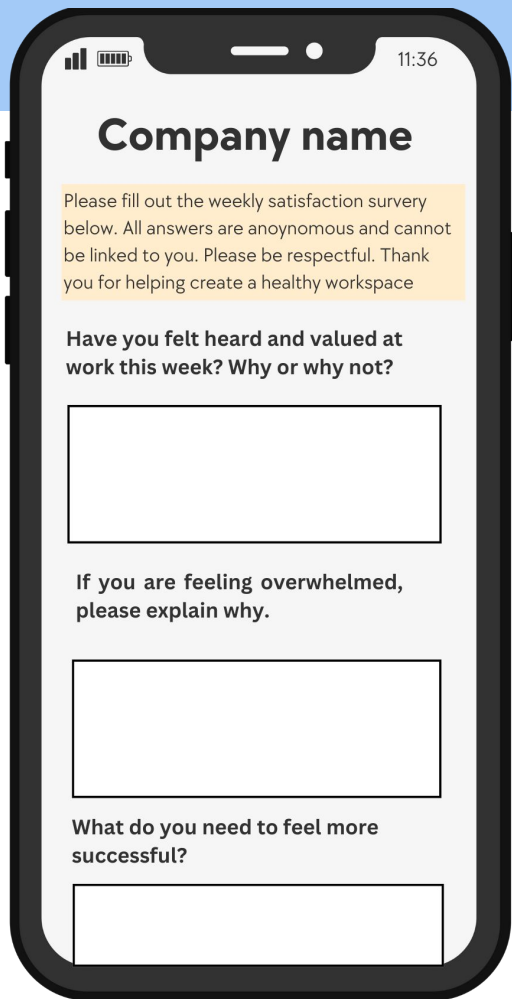 11:36
Company name
Please fill out the weekly satisfaction survery
below. All answers are anoynomous and cannot
be linked to you. Please be respectful. Thank
you for helping create a healthy workspace
Have you felt heard and valued at
work this week? Why or why not?
If you are feeling overwhelmed,
please explain why.
What do you need to feel more
successful?